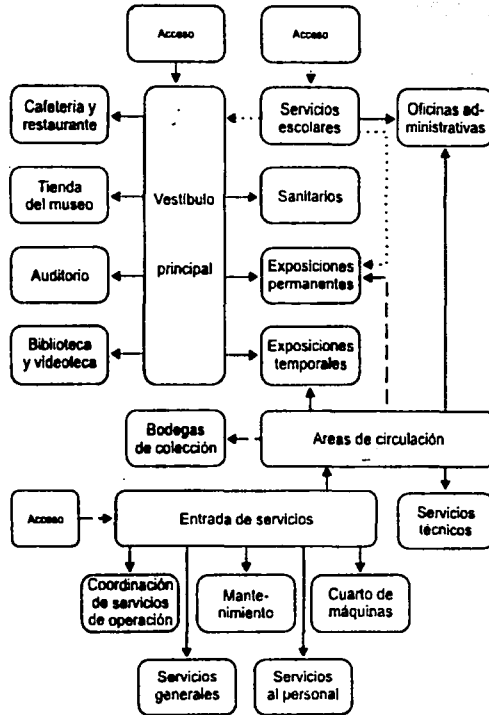 Acceso
Acceso
Cafetería y
restaurante
Servicios
escolares
Oficinas ad-
ministrativas
Tienda
del museo
Vestíbulo
principal
Sanitarios
Auditorio
Exposiciones
permanentes
Biblioteca
y videoteca
Exposiciones
temporales
Bodegas
de colección
Areas de circulación
Acceso
Entrada de servicios
Servicios
técnicos
Coordinación
de servicios
de operación
Mante-
nimiento
Cuarto de
máquinas
Servicios
generales
Servicios
al personal